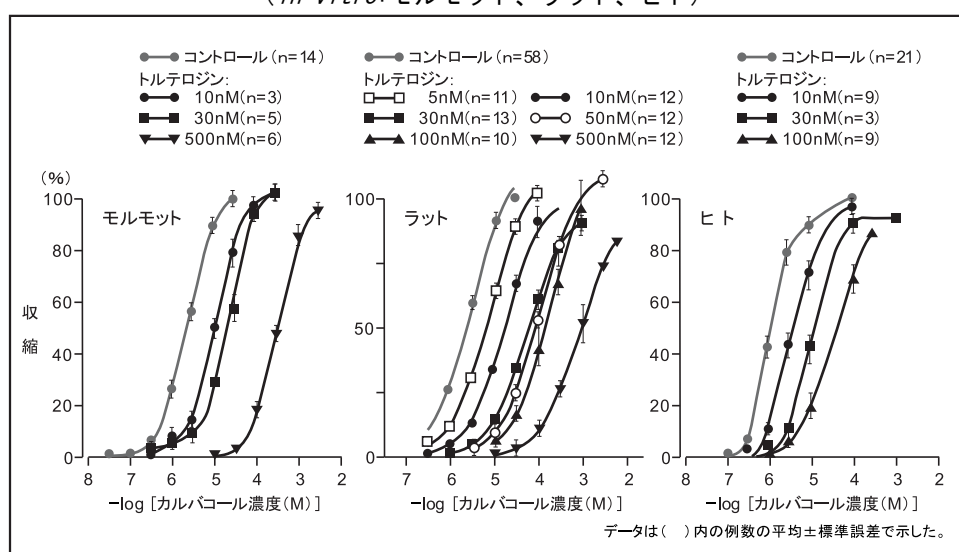 (in vitro: モルモット、ラット、ヒト)
コントロール(n=14)
トルテロジン:
10nM(n=3)
30nM(n=5)
500nM(n=6)
コントロール(n=58)
トルテロジン:
5nM(n=11) 10nM(n=12)
30nM(n=13) 50nM(n=12)
100nM(n=10) 500nM(n=12)
コントロール(n=21)
トルテロジン:
10nM(n=9)
30nM(n=3)
100nM(n=9)
(%)
収
縮
100
80
60
40
20
0
モルモット
8 7 6 5 4 3 2
-log [カルバコール濃度(M)]
100
50
0
ラット
7 6 5 4 3 2
-log [カルバコール濃度(M)]
100
80
60
40
20
0
ヒト
8 7 6 5 4 3 2
-log [カルバコール濃度(M)]
データは( )内の例数の平均±標準誤差で示した。